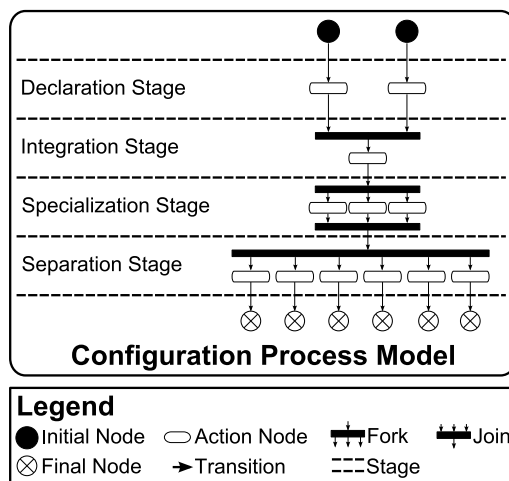 Declaration Stage
Integration Stage
Specialization Stage
Separation Stage
Configuration Process Model
Legend
Initial Node Action Node Fork Join
Final Node Transition Stage